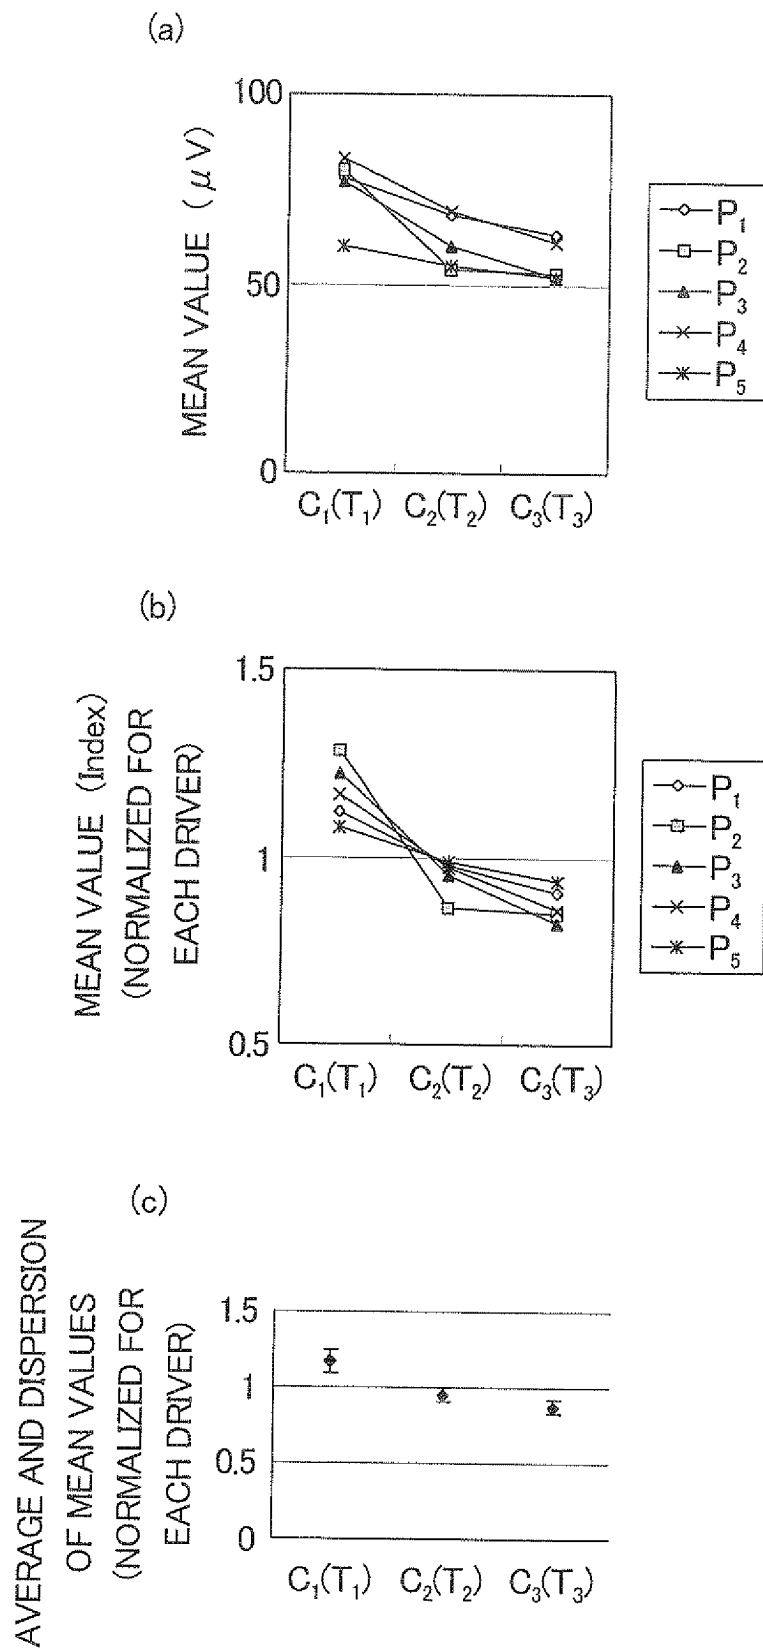 (a)
MEAN VALUE (μV)
100
50
0
C₁(T₁) C₂(T₂) C₃(T₃)
P₁
P₂
P₃
P₄
P₅
(b)
MEAN VALUE (Index)
(NORMALIZED FOR
EACH DRIVER)
1.5
1
0.5
C₁(T₁) C₂(T₂) C₃(T₃)
P₁
P₂
P₃
P₄
P₅
(c)
AVERAGE AND DISPERSION
OF MEAN VALUES
(NORMALIZED FOR
EACH DRIVER)
1.5
1
0.5
0
C₁(T₁) C₂(T₂) C₃(T₃)